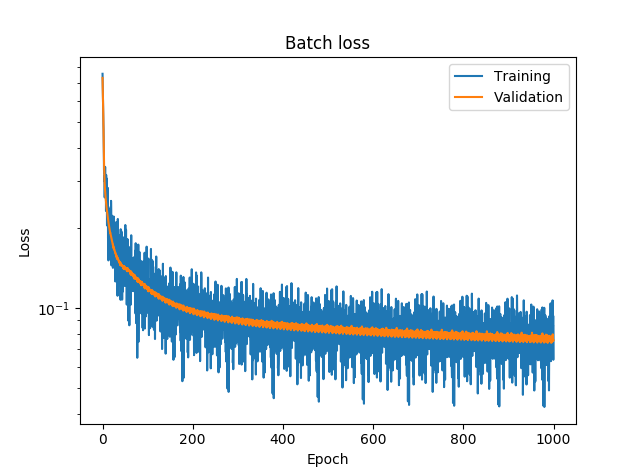 Batch loss
Training
Validation
Loss
10⁻¹
0 200 400 600 800 1000
Epoch